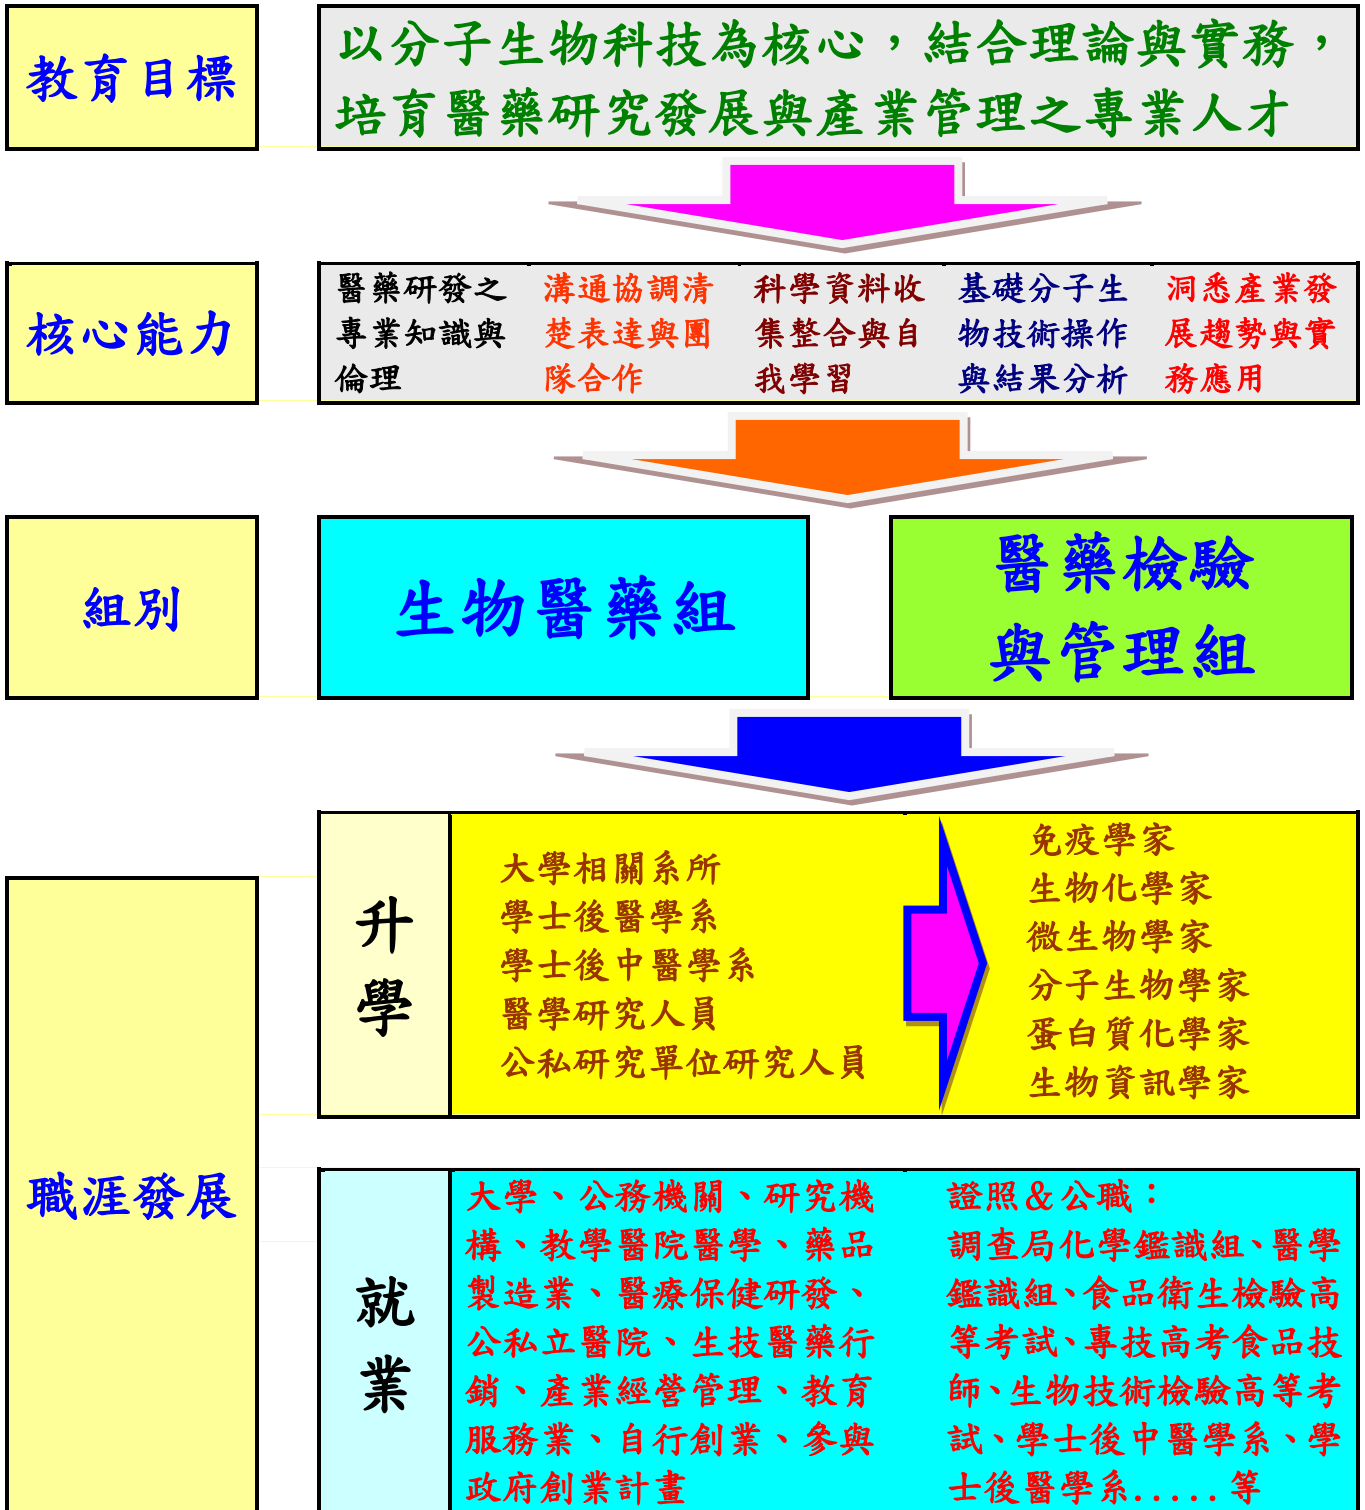 教育目標
以分子生物科技為核心，結合理論與實務，
培育醫藥研究發展與產業管理之專業人才
核心能力
醫藥研發之
專業知識與
倫理
溝通協調清
楚表達與團
隊合作
科學資料收
集整合與自
我學習
基礎分子生
物技術操作
與結果分析
洞悉產業發
展趨勢與實
務應用
組別
生物醫藥組
醫藥檢驗
與管理組
職涯發展
升
學
大學相關系所
學士後醫學系
學士後中醫學系
醫學研究人員
公私研究單位研究人員
免疫學家
生物化學家
微生物學家
分子生物學家
蛋白質化學家
生物資訊學家
就
業
大學、公務機關、研究機
構、教學醫院醫學、藥品
製造業、醫療保健研發、
公私立醫院、生技醫藥行
銷、產業經營管理、教育
服務業、自行創業、參與
政府創業計畫
證照＆公職：
調查局化學鑑識組、醫學
鑑識組、食品衛生檢驗高
等考試、專技高考食品技
師、生物技術檢驗高等考
試、學士後中醫學系、學
士後醫學系.....等